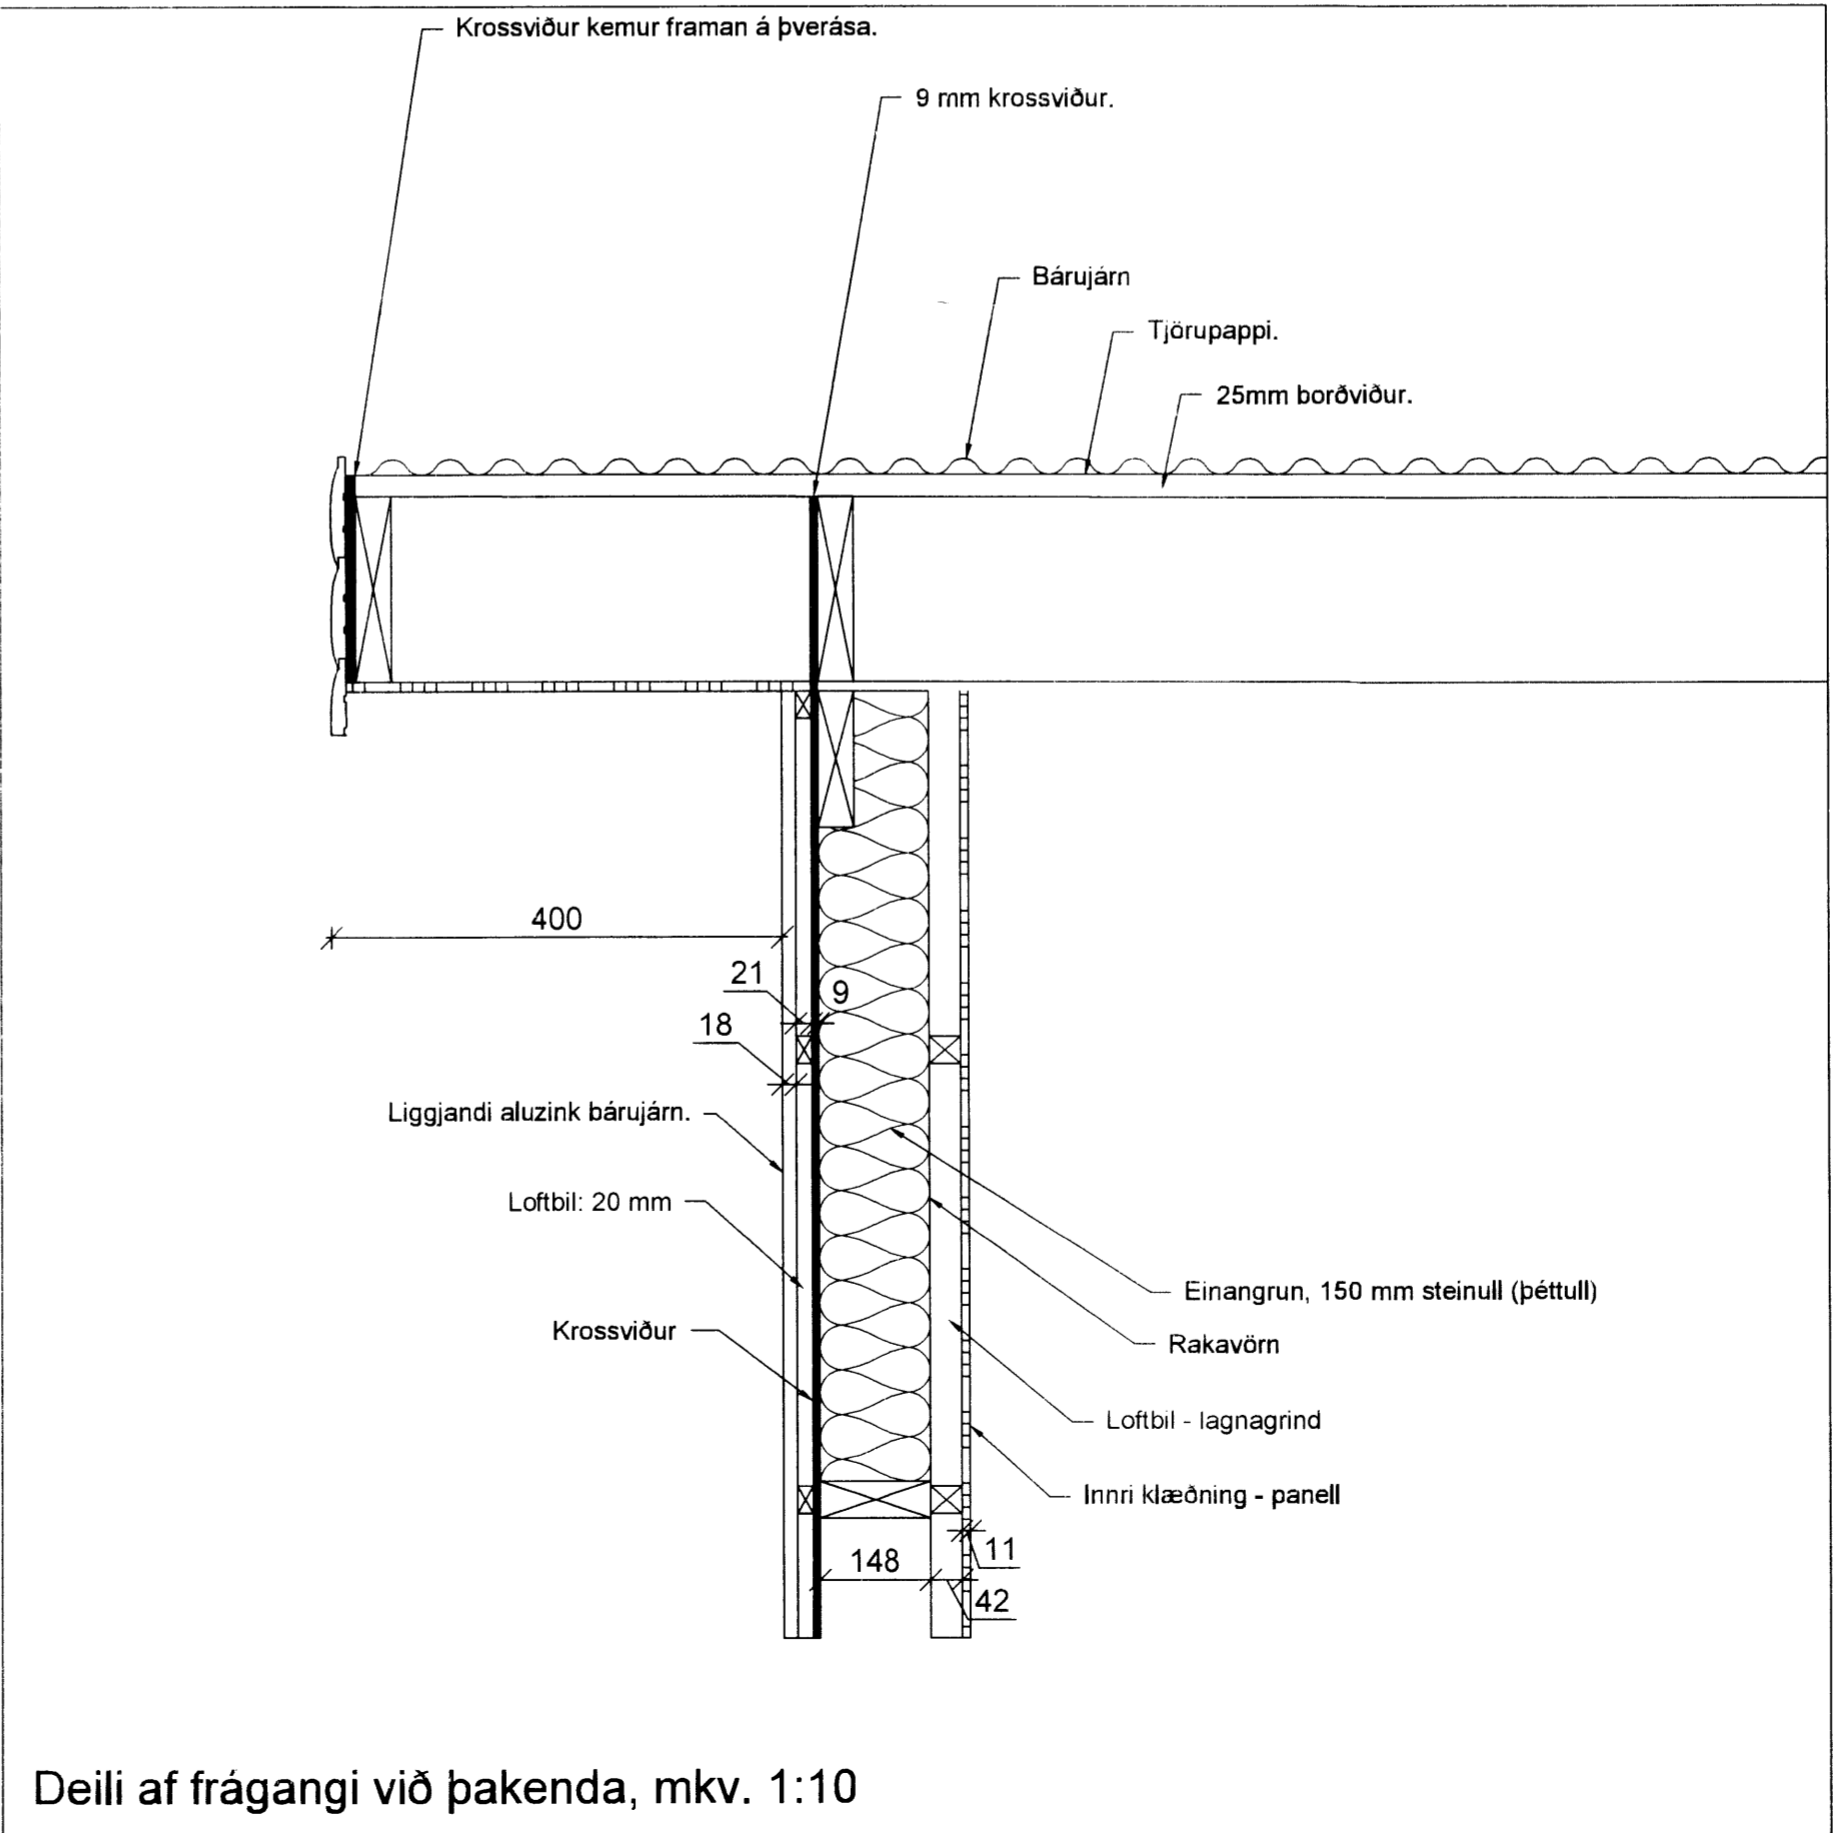 Krossviður kemur framan á þverása.
9 mm krossviður.
Bárujárn
Tjörupappi.
25mm borðviður.
400
21
9
18
Liggjandi aluzink bárujárn.
Loftbil: 20 mm
Krossviður
Einangrun, 150 mm steinull (þéttull)
Rakavörn
Loftbil - lagnagrind
Innri klæðning - panell
11
148
42
Deili af frágangi við þakenda, mkv. 1:10